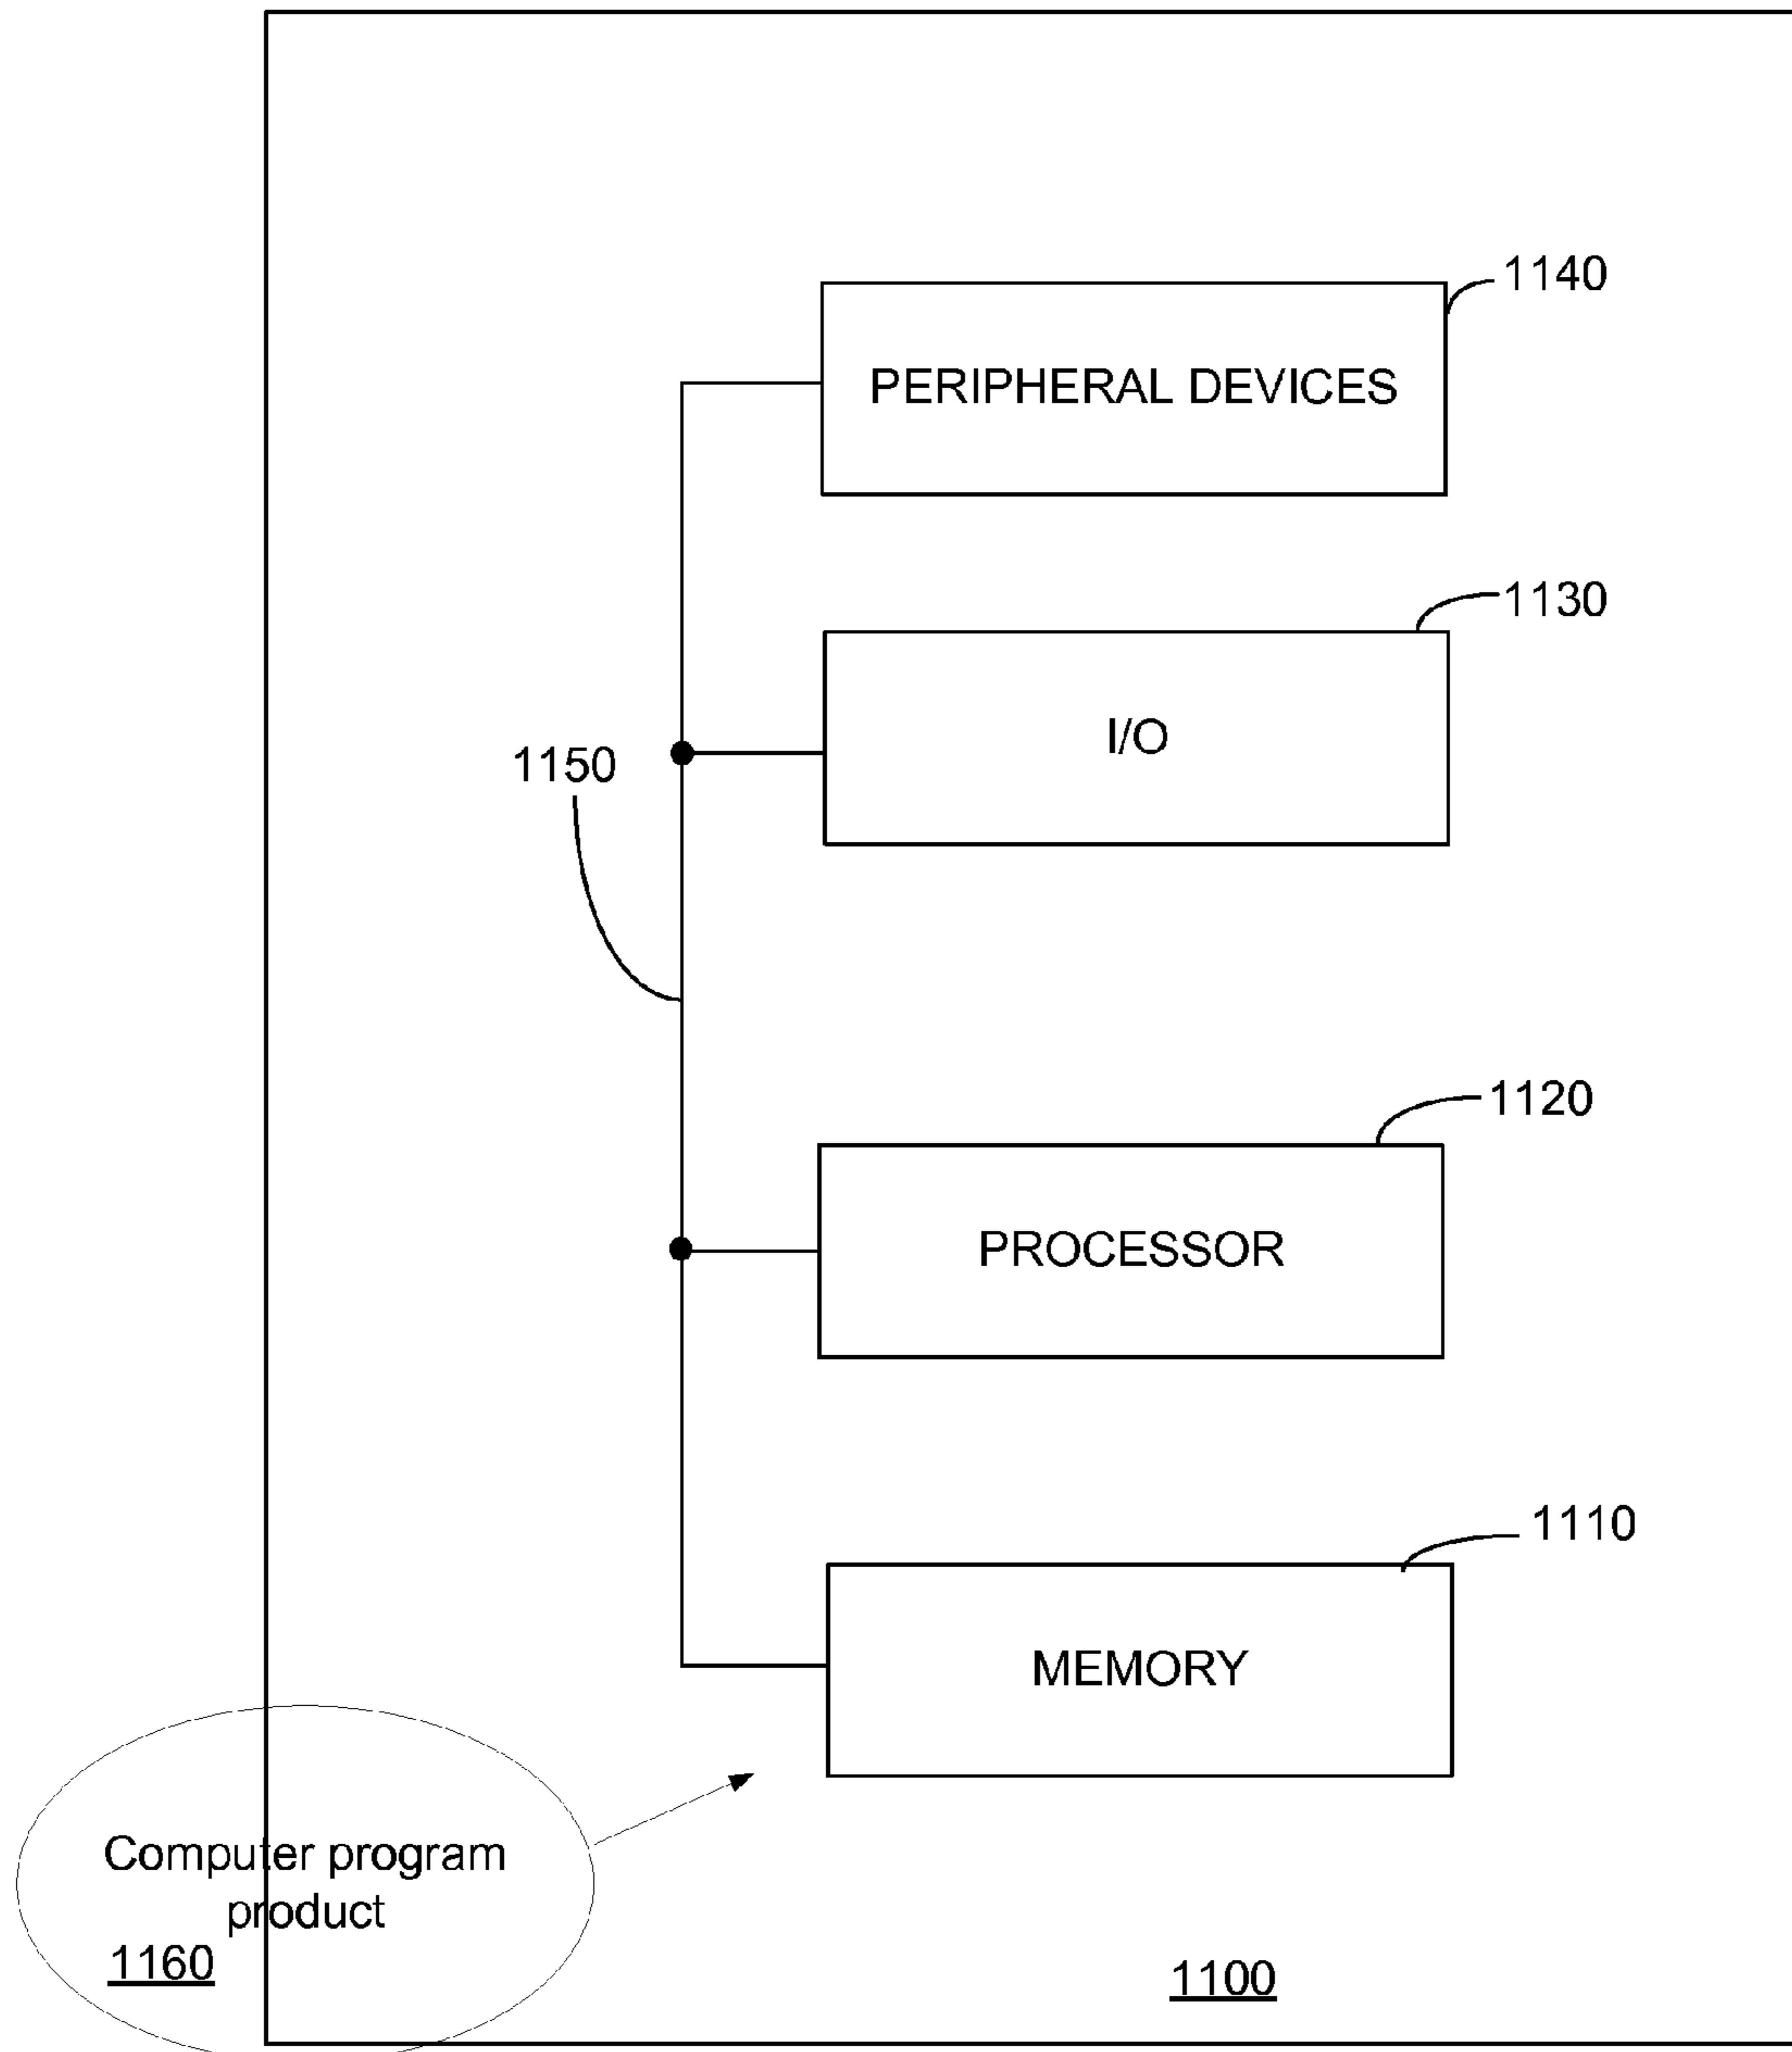 1140
PERIPHERAL DEVICES
1130
I/O
1150
1120
PROCESSOR
1110
MEMORY
Computer program
product
1160
1100